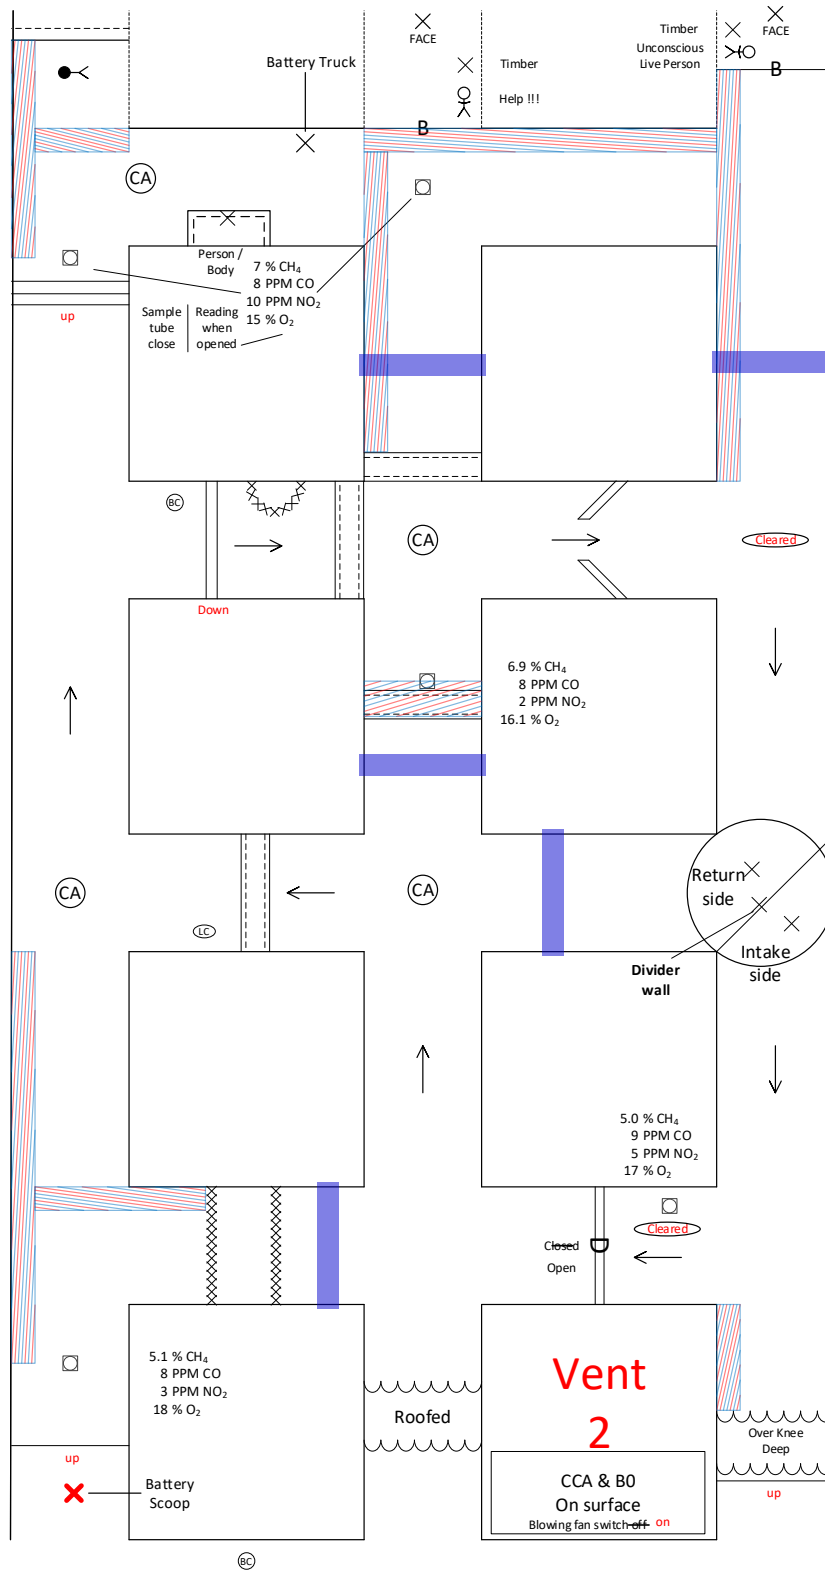 FACE
Timber
FACE
Unconscious
Live Person
Battery Truck
Timber
B
Help !!!
B
CA
Person /
Body
7 % CH₄
8 PPM CO
10 PPM NO₂
15 % O₂
Sample
tube
close
Reading
when
opened
up
BC
CA
Cleared
Down
6.9 % CH₄
8 PPM CO
2 PPM NO₂
16.1 % O₂
CA
CA
Return
side
LC
Intake
side
Divider
wall
5.0 % CH₄
9 PPM CO
5 PPM NO₂
17 % O₂
Cleared
Closed
Open
5.1 % CH₄
8 PPM CO
3 PPM NO₂
18 % O₂
Vent
2
Roofed
Over Knee
Deep
up
Battery
Scoop
CCA & B0
On surface
Blowing fan switch off on
up
BC